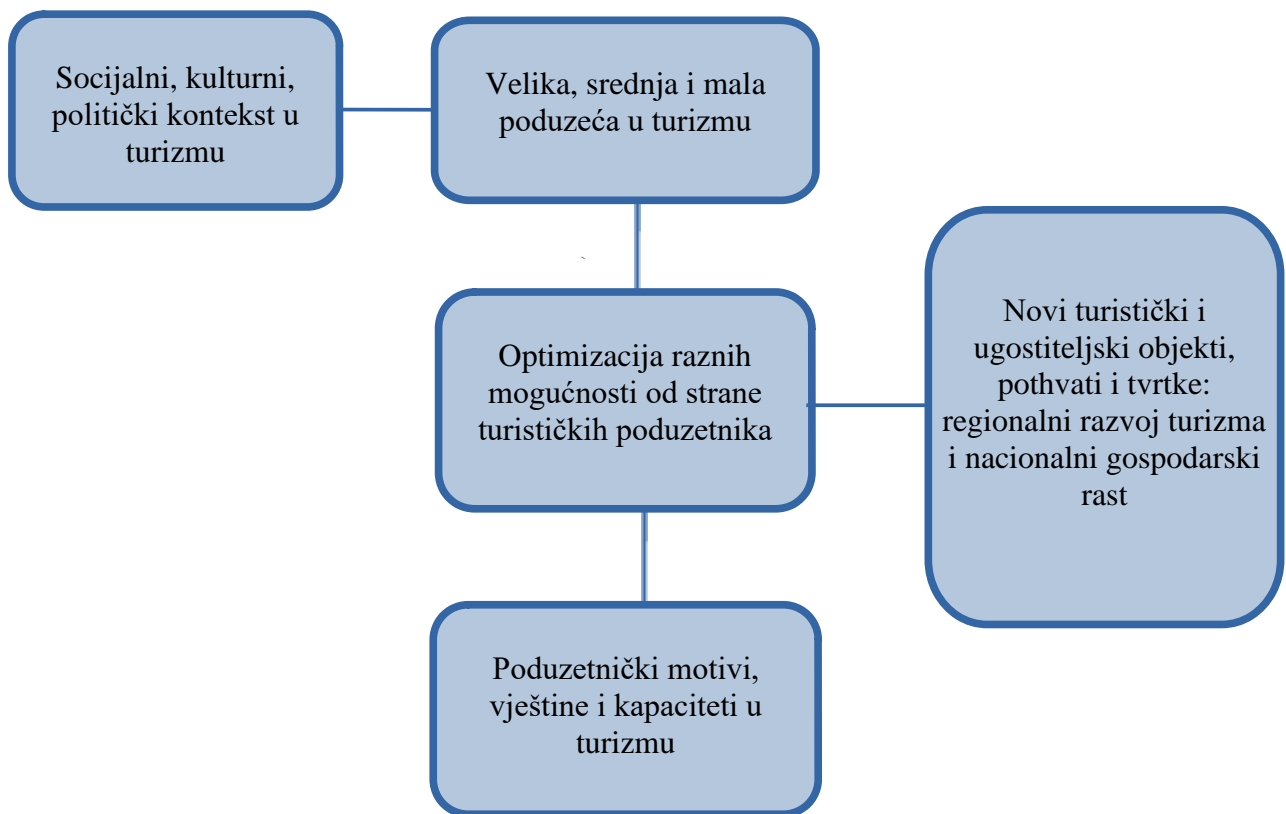 Socijalni, kulturni,
politički kontekst u
turizmu
Velika, srednja i mala
poduzeća u turizmu
Optimizacija raznih
mogućnosti od strane
turističkih poduzetnika
Novi turistički i
ugostiteljski objekti,
pothvati i tvrtke:
regionalni razvoj turizma
i nacionalni gospodarski
rast
Poduzetnički motivi,
vještine i kapaciteti u
turizmu